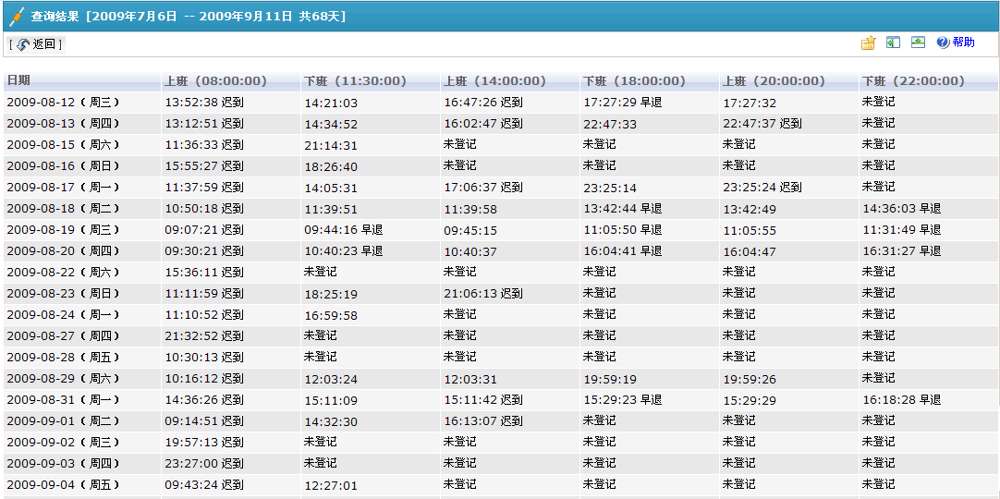 查询结果 [2009年7月6日 -- 2009年9月11日 共68天]
[ 返回 ] 帮助
日期 上班 (08:00:00) 下班 (11:30:00) 上班 (14:00:00) 下班 (18:00:00) 上班 (20:00:00) 下班 (22:00:00)
2009-08-12 ( 周三 ) 13:52:38 迟到 14:21:03 16:47:26 迟到 17:27:29 早退 17:27:32 未登记
2009-08-13 ( 周四 ) 13:12:51 迟到 14:34:52 16:02:47 迟到 22:47:33 22:47:37 迟到 未登记
2009-08-15 ( 周六 ) 11:36:33 迟到 21:14:31 未登记 未登记 未登记 未登记
2009-08-16 ( 周日 ) 15:55:27 迟到 18:26:40 未登记 未登记 未登记 未登记
2009-08-17 ( 周一 ) 11:37:59 迟到 14:05:31 17:06:37 迟到 23:25:14 23:25:24 迟到 未登记
2009-08-18 ( 周二 ) 10:50:18 迟到 11:39:51 11:39:58 13:42:44 早退 13:42:49 14:36:03 早退
2009-08-19 ( 周三 ) 09:07:21 迟到 09:44:16 早退 09:45:15 11:05:50 早退 11:05:55 11:31:49 早退
2009-08-20 ( 周四 ) 09:30:21 迟到 10:40:23 早退 10:40:37 16:04:41 早退 16:04:47 16:31:27 早退
2009-08-22 ( 周六 ) 15:36:11 迟到 未登记 未登记 未登记 未登记 未登记
2009-08-23 ( 周日 ) 11:11:59 迟到 18:25:19 21:06:13 迟到 未登记 未登记 未登记
2009-08-24 ( 周一 ) 11:10:52 迟到 16:59:58 未登记 未登记 未登记 未登记
2009-08-27 ( 周四 ) 21:32:52 迟到 未登记 未登记 未登记 未登记 未登记
2009-08-28 ( 周五 ) 10:30:13 迟到 未登记 未登记 未登记 未登记 未登记
2009-08-29 ( 周六 ) 10:16:12 迟到 12:03:24 12:03:31 19:59:19 19:59:26 未登记
2009-08-31 ( 周一 ) 14:36:26 迟到 15:11:09 15:11:42 迟到 15:29:23 早退 15:29:29 16:18:28 早退
2009-09-01 ( 周二 ) 09:14:51 迟到 14:32:30 16:13:07 迟到 未登记 未登记 未登记
2009-09-02 ( 周三 ) 19:57:13 迟到 未登记 未登记 未登记 未登记 未登记
2009-09-03 ( 周四 ) 23:27:00 迟到 未登记 未登记 未登记 未登记 未登记
2009-09-04 ( 周五 ) 09:43:24 迟到 12:27:01 未登记 未登记 未登记 未登记